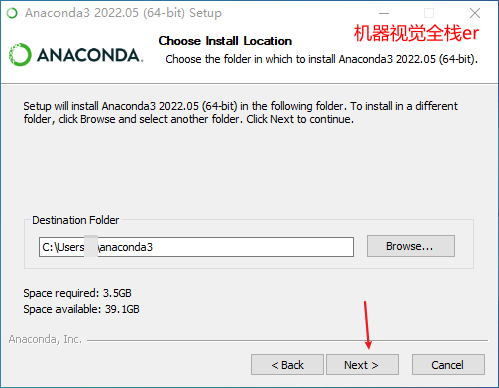 Anaconda3 2022.05 (64-bit) Setup
机器视觉全栈er
ANACONDA.
Choose Install Location
Choose the folder in which to install Anaconda3 2022.05 (64-bit).
Setup will install Anaconda3 2022.05 (64-bit) in the following folder. To install in a different
folder, click Browse and select another folder. Click Next to continue.
Destination Folder
C:\Users\ \anaconda3
Browse...
Space required: 3.5GB
Space available: 39.1GB
Anaconda, Inc.
< Back
Next >
Cancel